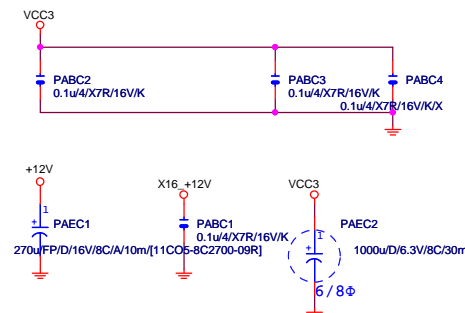 VCC3
PABC2
0.1u/4/X7R/16V/K
PABC3
0.1u/4/X7R/16V/K
PABC4
0.1u/4/X7R/16V/K/X
+12V
1
+
PAEC1
270u/FP/D/16V/8C/A/10m/[11CO5-8C2700-09R]
X16_+12V
PABC1
0.1u/4/X7R/16V/K
VCC3
1
+
PAEC2
1000u/D/6.3V/8C/30m
6/8Φ